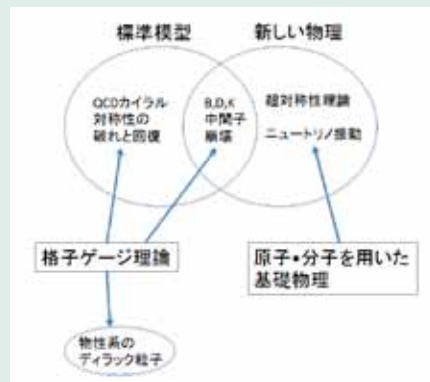 標準模型
新しい物理
QCDカイラル
対称性の
破れと回復
B,D,K
中間子
崩壊
超対称性理論
ニュートリノ振動
格子ゲージ理論
原子・分子を用いた
基礎物理
物性系の
ディラック粒子